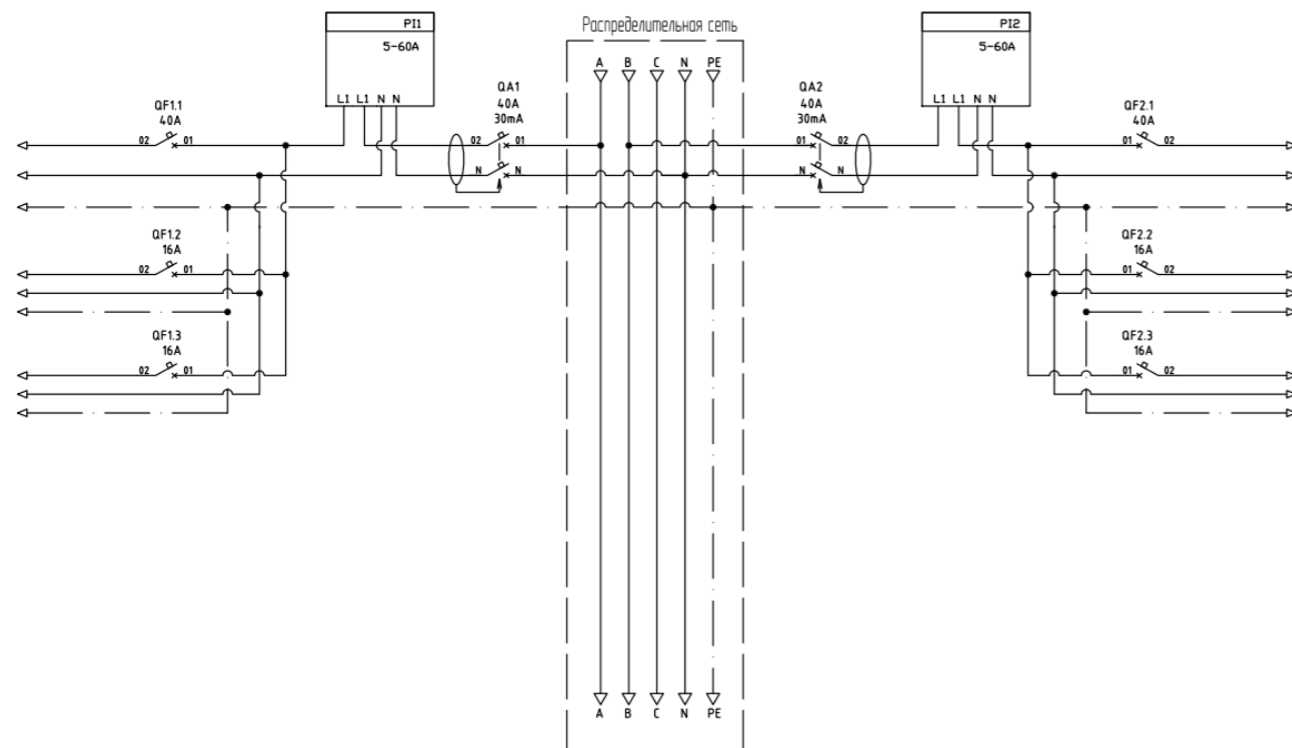 Распределительная сеть
PI1
5-60A
L1 L1 N N
PI2
5-60A
L1 L1 N N
A B C N PE
QA1
40A
30mA
02 01
N N
QA2
40A
30mA
01 02
N N
QF1.1
40A
02 01
QF2.1
40A
01 02
QF1.2
16A
02 01
QF2.2
16A
01 02
QF1.3
16A
02 01
QF2.3
16A
01 02
A B C N PE